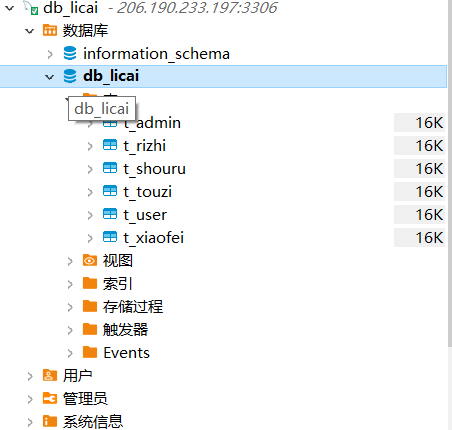 db_licai - 206.190.233.197:3306
数据库
information_schema
db_licai
db_licai
t_admin 16K
t_rizhi 16K
t_shouru 16K
t_touzi 16K
t_user 16K
t_xiaofei 16K
视图
索引
存储过程
触发器
Events
用户
管理员
系统信息